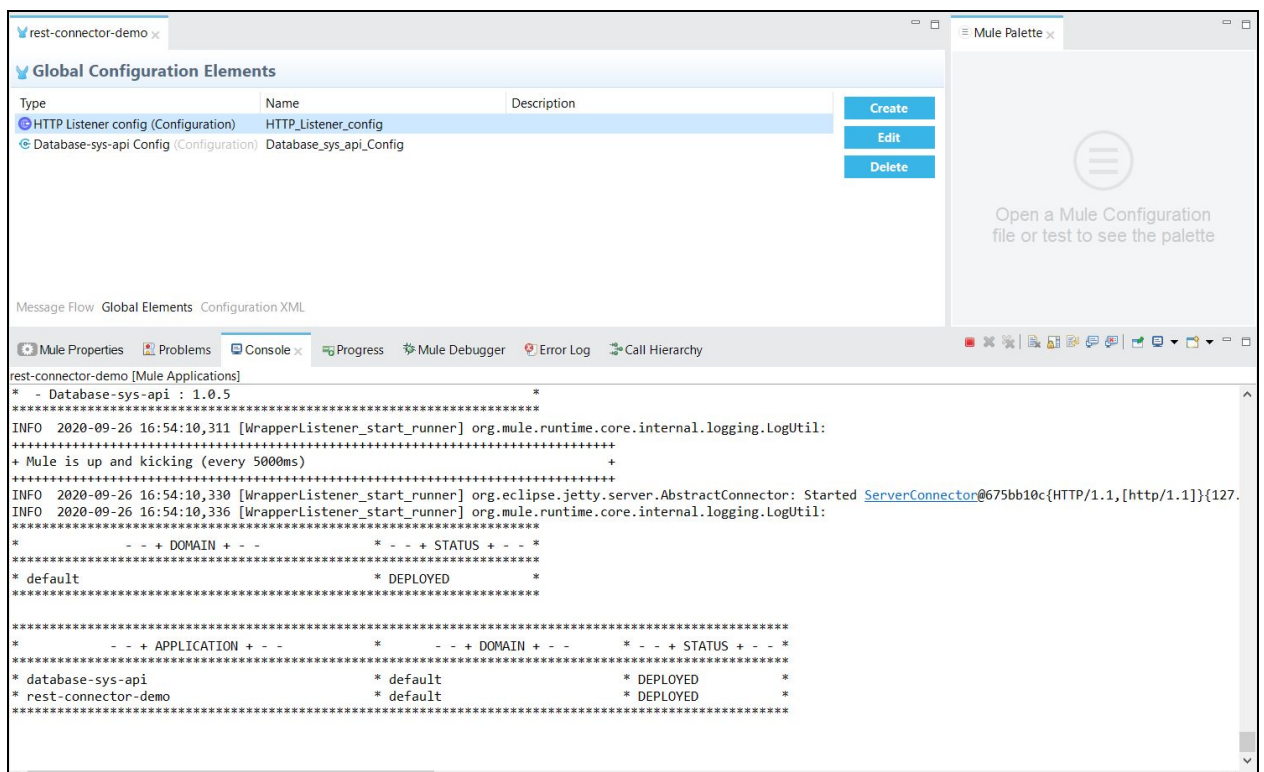 rest-connector-demo
Mule Palette
Global Configuration Elements
Type Name Description
HTTP Listener config (Configuration) HTTP_Listener_config
Database-sys-api Config (Configuration) Database_sys_api_Config
Create
Edit
Delete
Open a Mule Configuration
file or test to see the palette
Message Flow Global Elements Configuration XML
Mule Properties Problems Console Progress Mule Debugger Error Log Call Hierarchy
rest-connector-demo [Mule Applications]
*  - Database-sys-api : 1.0.5                                        *
**********************************************************************
INFO  2020-09-26 16:54:10,311 [WrapperListener_start_runner] org.mule.runtime.core.internal.logging.LogUtil:
++++++++++++++++++++++++++++++++++++++++++++++++++++++++++++++++++++++++++++++++
+ Mule is up and kicking (every 5000ms)                                        +
++++++++++++++++++++++++++++++++++++++++++++++++++++++++++++++++++++++++++++++++
INFO  2020-09-26 16:54:10,330 [WrapperListener_start_runner] org.eclipse.jetty.server.AbstractConnector: Started ServerConnector@675bb10c{HTTP/1.1,[http/1.1]}{127.
INFO  2020-09-26 16:54:10,336 [WrapperListener_start_runner] org.mule.runtime.core.internal.logging.LogUtil:
**********************************************************************
*              - - + DOMAIN + - -               * - - + STATUS + - - *
**********************************************************************
* default                                       * DEPLOYED           *
**********************************************************************
*******************************************************************************************************
*            - - + APPLICATION + - -            *       - - + DOMAIN + - -       * - - + STATUS + - - *
*******************************************************************************************************
* database-sys-api                              * default                        * DEPLOYED           *
* rest-connector-demo                           * default                        * DEPLOYED           *
*******************************************************************************************************